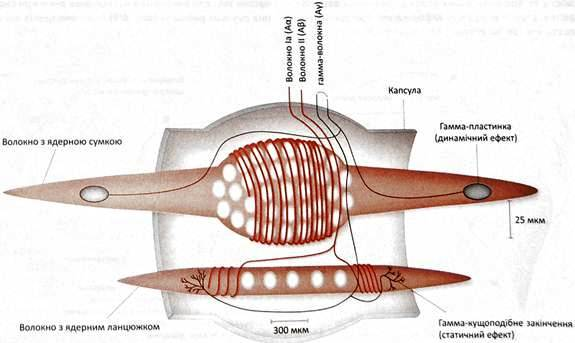 Волокно Ia (Aα)
Волокно II (Aβ)
гамма-волокна (Aγ)
Капсула
Гамма-пластинка
(динамічний ефект)
Волокно з ядерною сумкою
25 мкм
Волокно з ядерним ланцюжком
300 мкм
Гамма-кущоподібне закінчення
(статичний ефект)